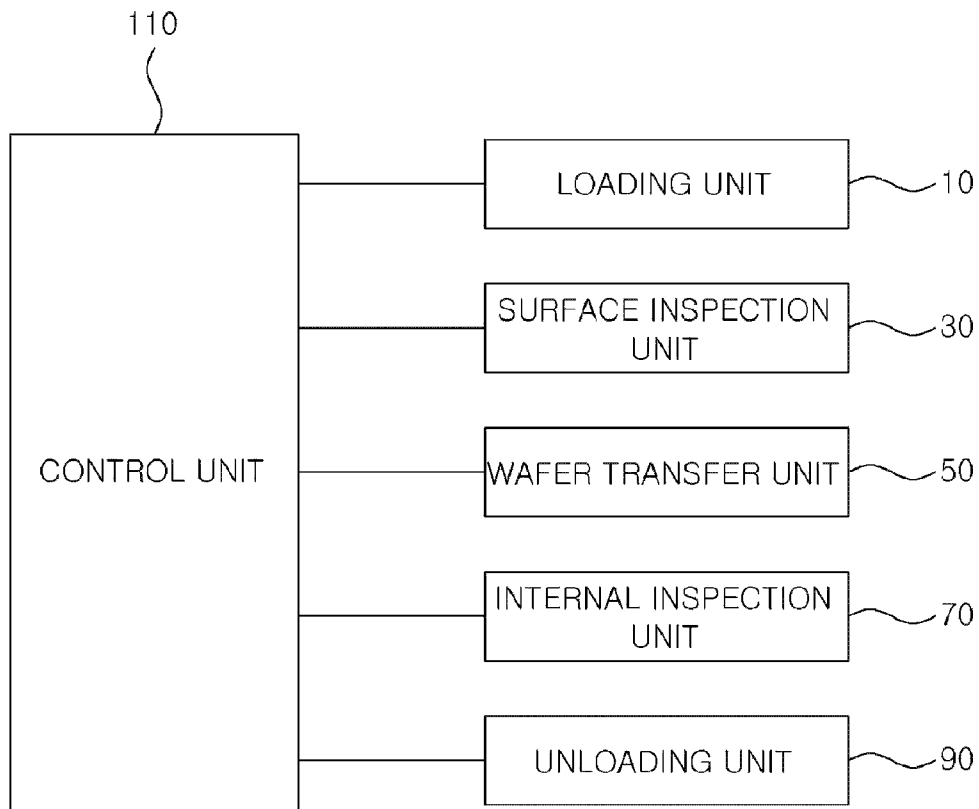 110
LOADING UNIT
10
SURFACE INSPECTION
UNIT
30
CONTROL UNIT
WAFER TRANSFER UNIT
50
INTERNAL INSPECTION
UNIT
70
UNLOADING UNIT
90